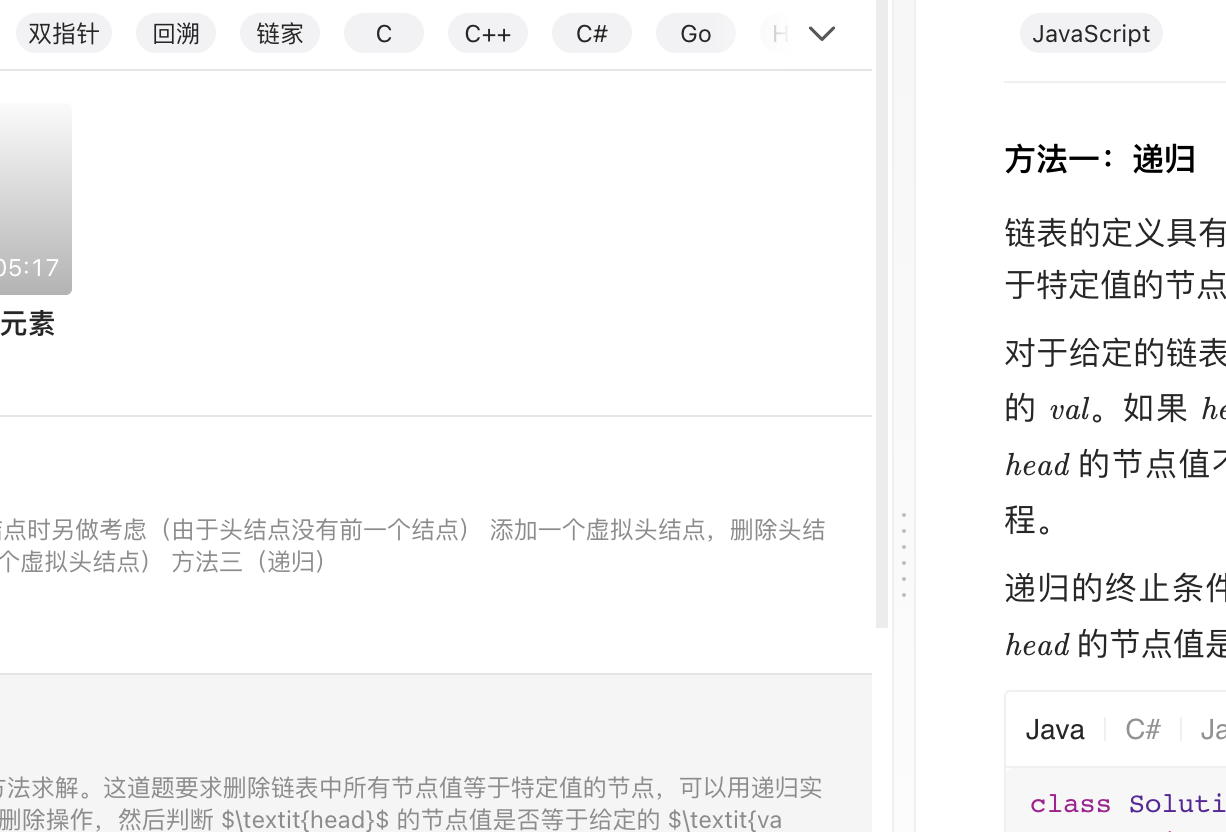 双指针 回溯 链家 C C++ C# Go H
05:17
元素
点时另做考虑（由于头结点没有前一个结点） 添加一个虚拟头结点，删除头结
个虚拟头结点） 方法三（递归）
方法求解。这道题要求删除链表中所有节点值等于特定值的节点，可以用递归实
删除操作，然后判断 $\textit{head}$ 的节点值是否等于给定的 $\textit{va
JavaScript
方法一：递归
链表的定义具有
于特定值的节点
对于给定的链表
的 val。如果 he
head 的节点值不
程。
递归的终止条件
head 的节点值是
Java C# Ja
class Soluti